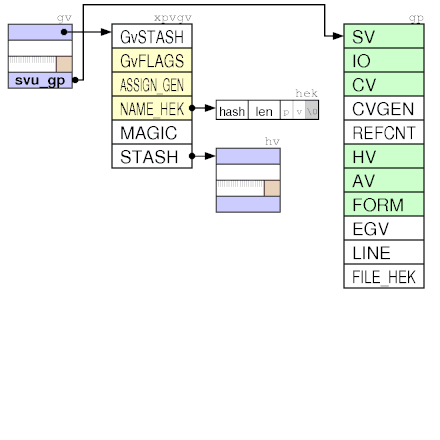 gv
svu_gp
xpvgv
GvSTASH
GvFLAGS
ASSIGN_GEN
NAME_HEK
MAGIC
STASH
hek
hash len p v \0
hv
gp
SV
IO
CV
CVGEN
REFCNT
HV
AV
FORM
EGV
LINE
FILE_HEK